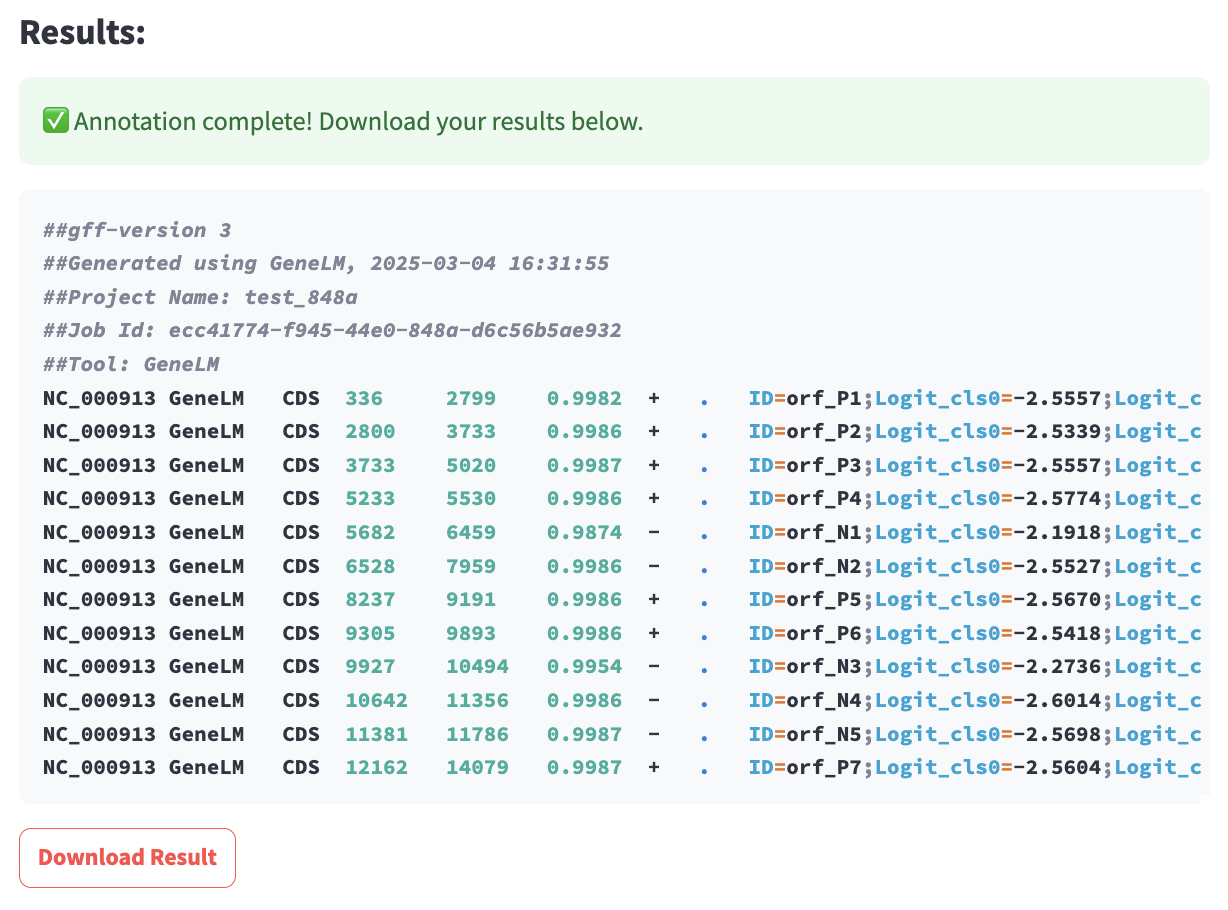 Results:
✅ Annotation complete! Download your results below.
##gff-version 3
##Generated using GeneLM, 2025-03-04 16:31:55
##Project Name: test_848a
##Job Id: ecc41774-f945-44e0-848a-d6c56b5ae932
##Tool: GeneLM
NC_000913 GeneLM CDS 336 2799 0.9982 + . ID=orf_P1;Logit_cls0=-2.5557;Logit_c
NC_000913 GeneLM CDS 2800 3733 0.9986 + . ID=orf_P2;Logit_cls0=-2.5339;Logit_c
NC_000913 GeneLM CDS 3733 5020 0.9987 + . ID=orf_P3;Logit_cls0=-2.5557;Logit_c
NC_000913 GeneLM CDS 5233 5530 0.9986 + . ID=orf_P4;Logit_cls0=-2.5774;Logit_c
NC_000913 GeneLM CDS 5682 6459 0.9874 - . ID=orf_N1;Logit_cls0=-2.1918;Logit_c
NC_000913 GeneLM CDS 6528 7959 0.9986 - . ID=orf_N2;Logit_cls0=-2.5527;Logit_c
NC_000913 GeneLM CDS 8237 9191 0.9986 + . ID=orf_P5;Logit_cls0=-2.5670;Logit_c
NC_000913 GeneLM CDS 9305 9893 0.9986 + . ID=orf_P6;Logit_cls0=-2.5418;Logit_c
NC_000913 GeneLM CDS 9927 10494 0.9954 - . ID=orf_N3;Logit_cls0=-2.2736;Logit_c
NC_000913 GeneLM CDS 10642 11356 0.9986 - . ID=orf_N4;Logit_cls0=-2.6014;Logit_c
NC_000913 GeneLM CDS 11381 11786 0.9987 - . ID=orf_N5;Logit_cls0=-2.5698;Logit_c
NC_000913 GeneLM CDS 12162 14079 0.9987 + . ID=orf_P7;Logit_cls0=-2.5604;Logit_c
Download Result